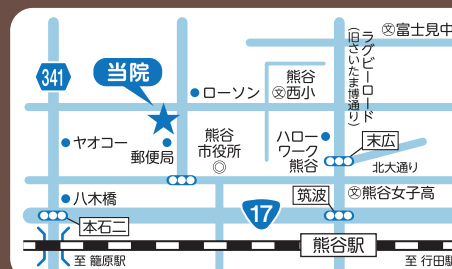 文富士見中
ラグビーロード
(旧さいたま博通り)
341
当院
ローソン
熊谷
文西小
ヤオコー
郵便局
熊谷
市役所
ハロー
ワーク
熊谷
末広
北大通り
八木橋
筑波
文熊谷女子高
本石二
17
熊谷駅
至 籠原駅
至 行田駅